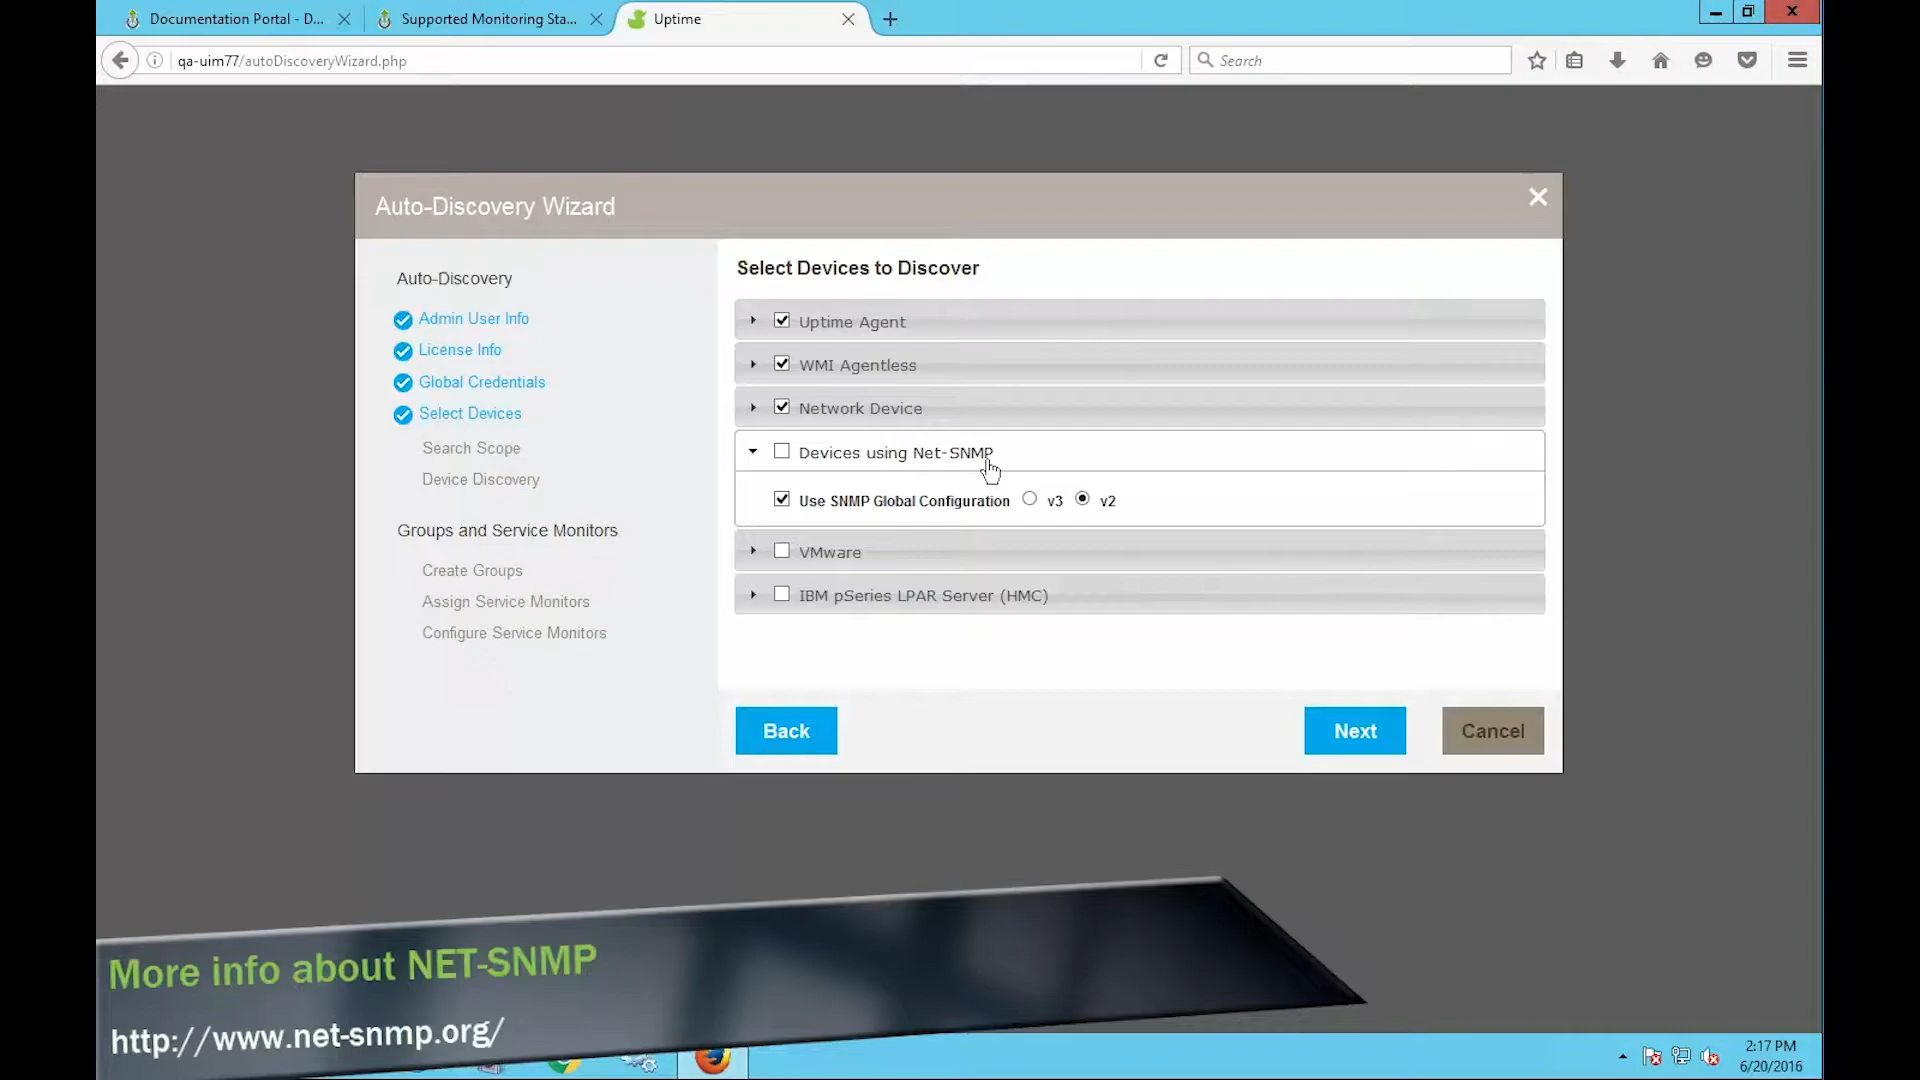 Documentation Portal - D...
Supported Monitoring Sta...
Uptime
qa-uim77/autoDiscoveryWizard.php
Search
Auto-Discovery Wizard
Auto-Discovery
Admin User Info
License Info
Global Credentials
Select Devices
Search Scope
Device Discovery
Groups and Service Monitors
Create Groups
Assign Service Monitors
Configure Service Monitors
Select Devices to Discover
Uptime Agent
WMI Agentless
Network Device
Devices using Net-SNMP
Use SNMP Global Configuration v3 v2
VMware
IBM pSeries LPAR Server (HMC)
Back
Next
Cancel
More info about NET-SNMP
http://www.net-snmp.org/
2:17 PM
6/20/2016